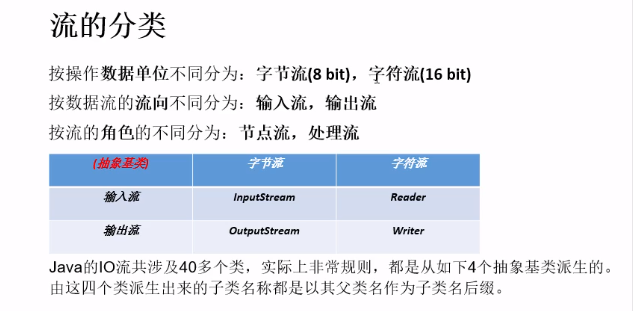 流的分类
按操作数据单位不同分为：字节流(8 bit)，字符流(16 bit)
按数据流的流向不同分为：输入流，输出流
按流的角色的不同分为：节点流，处理流
(抽象基类) 字节流 字符流
输入流 InputStream Reader
输出流 OutputStream Writer
Java的IO流共涉及40多个类，实际上非常规则，都是从如下4个抽象基类派生的。
由这四个类派生出来的子类名称都是以其父类名作为子类名后缀。